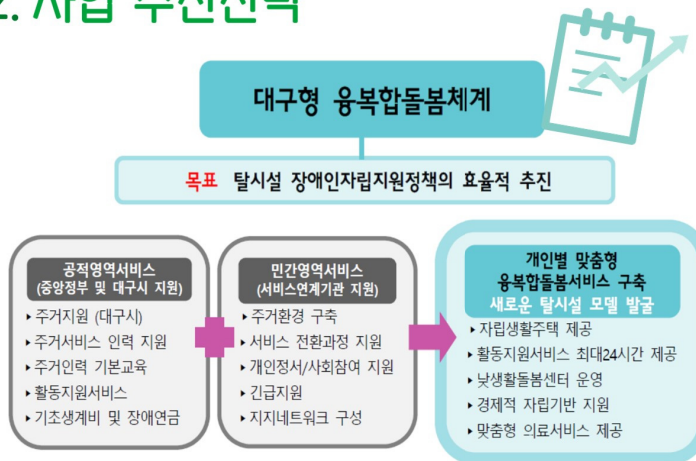 2. 사업 추진전략
대구형 융복합돌봄체계
목표 탈시설 장애인자립지원정책의 효율적 추진
공적영역서비스
(중앙정부 및 대구시 지원)
▸주거지원 (대구시)
▸주거서비스 인력 지원
▸주거인력 기본교육
▸활동지원서비스
▸기초생계비 및 장애연금
민간영역서비스
(서비스연계기관 지원)
▸주거환경 구축
▸서비스 전환과정 지원
▸개인정서/사회참여 지원
▸긴급지원
▸지지네트워크 구성
개인별 맞춤형
융복합돌봄서비스 구축
새로운 탈시설 모델 발굴
▸자립생활주택 제공
▸활동지원서비스 최대24시간 제공
▸낮생활돌봄센터 운영
▸경제적 자립기반 지원
▸맞춤형 의료서비스 제공